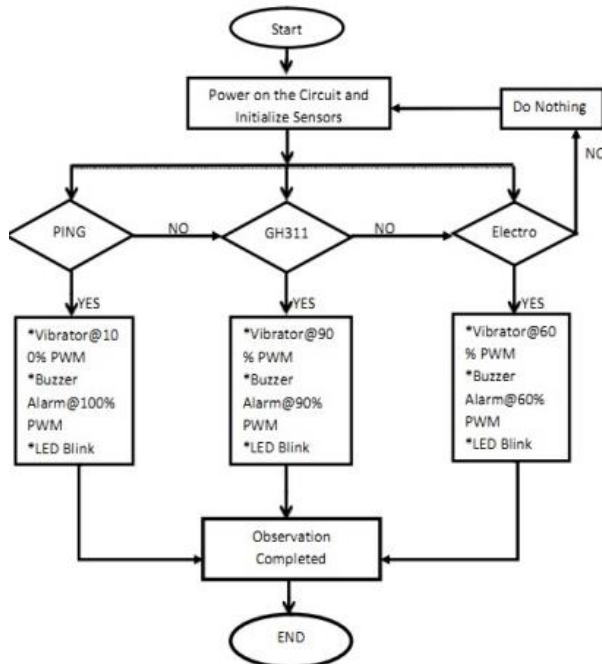 Start
Power on the Circuit and
Initialize Sensors
Do Nothing
NO
PING
NO
GH311
NO
Electro
YES
YES
YES
*Vibrator@10
0% PWM
*Buzzer
Alarm@100%
PWM
*LED Blink
*Vibrator@90
% PWM
*Buzzer
Alarm@90%
PWM
*LED Blink
*Vibrator@60
% PWM
*Buzzer
Alarm@60%
PWM
*LED Blink
Observation
Completed
END